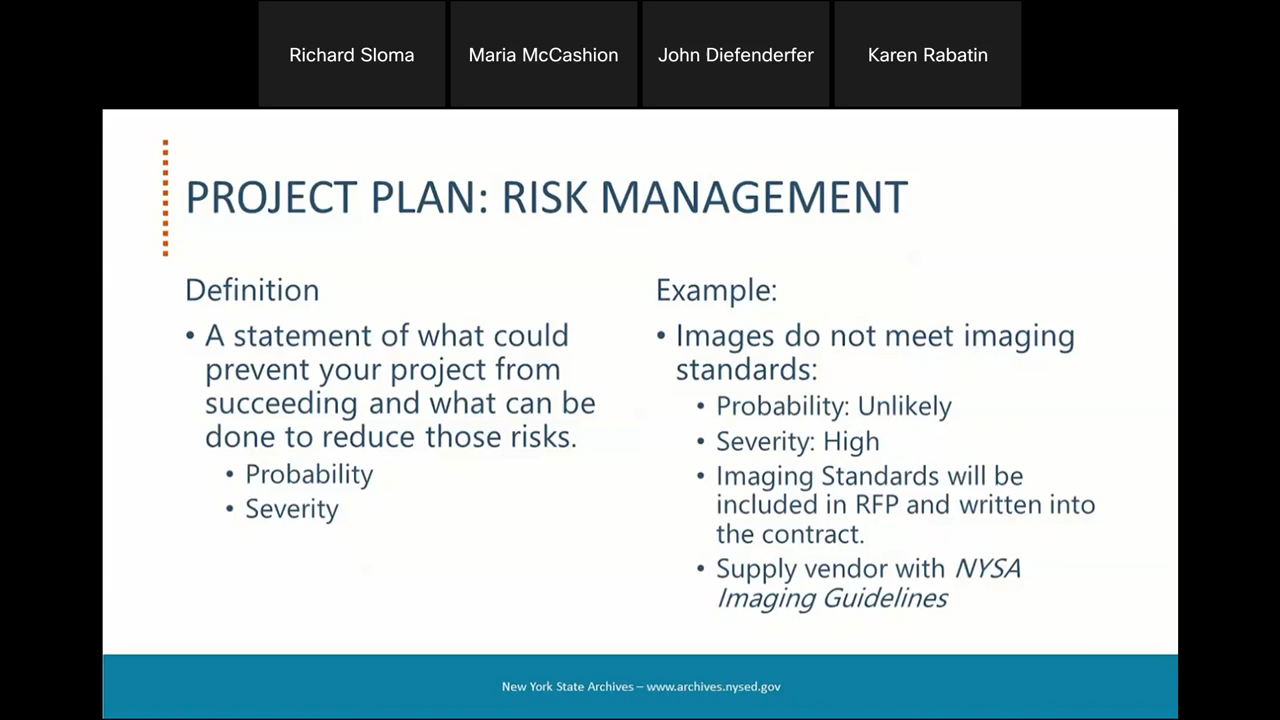 Richard Sloma
Maria McCashion
John Diefenderfer
Karen Rabatin
PROJECT PLAN: RISK MANAGEMENT
Definition
• A statement of what could
prevent your project from
succeeding and what can be
done to reduce those risks.
• Probability
• Severity
Example:
• Images do not meet imaging
standards:
• Probability: Unlikely
• Severity: High
• Imaging Standards will be
included in RFP and written into
the contract.
• Supply vendor with NYSA
Imaging Guidelines
New York State Archives – www.archives.nysed.gov